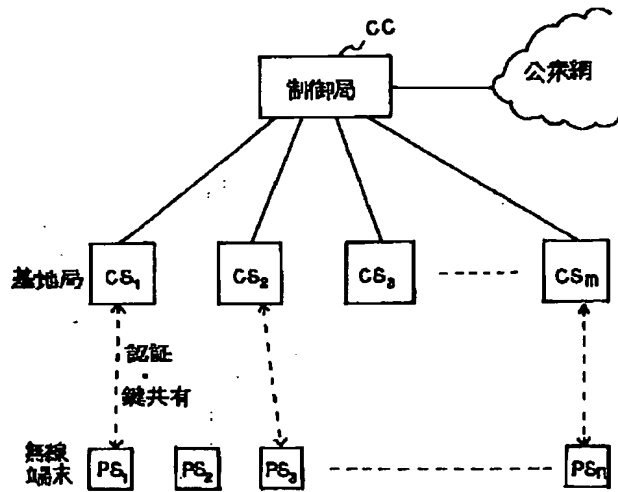 CC
制御局
公衆網
基地局
CS₁
CS₂
CS₃
CSm
認証
・
鍵共有
無線
端末
PS₁
PS₂
PS₃
PSn